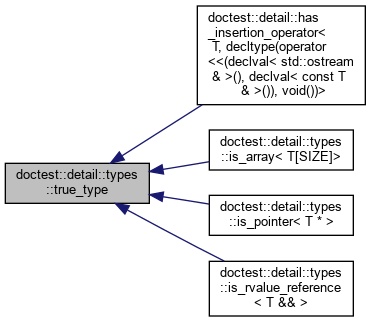 doctest::detail::has
_insertion_operator<
T, decltype(operator
<<(declval< std::ostream
& >(), declval< const T
& >()), void())>
doctest::detail::types
::is_array< T[SIZE]>
doctest::detail::types
::true_type
doctest::detail::types
::is_pointer< T * >
doctest::detail::types
::is_rvalue_reference
< T && >